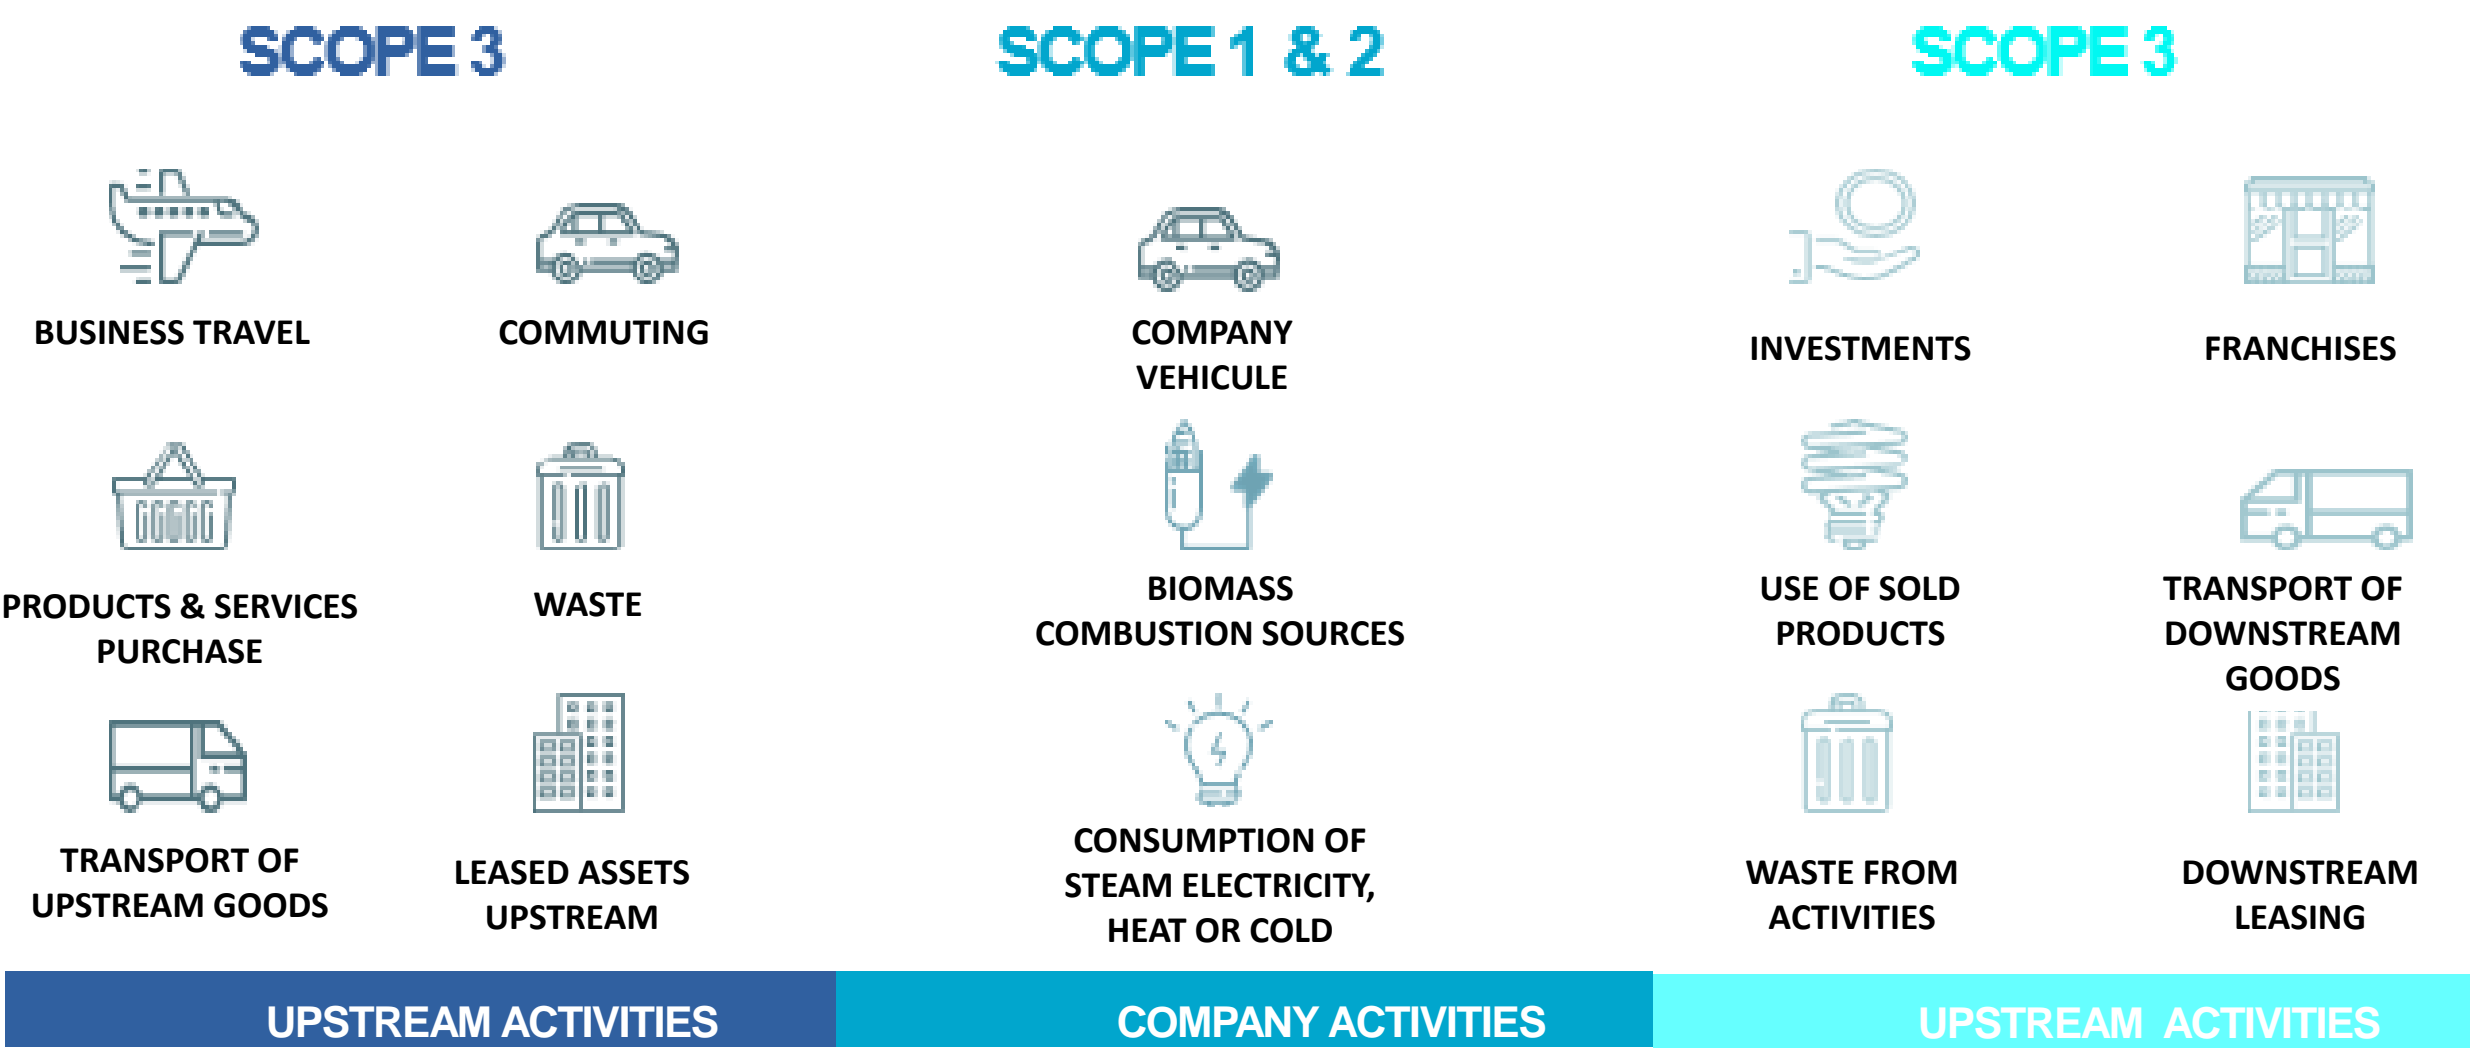 SCOPE 3
SCOPE 1 & 2
SCOPE 3
BUSINESS TRAVEL
COMMUTING
COMPANY
VEHICULE
INVESTMENTS
FRANCHISES
PRODUCTS & SERVICES
PURCHASE
WASTE
BIOMASS
COMBUSTION SOURCES
USE OF SOLD
PRODUCTS
TRANSPORT OF
DOWNSTREAM
GOODS
TRANSPORT OF
UPSTREAM GOODS
LEASED ASSETS
UPSTREAM
CONSUMPTION OF
STEAM ELECTRICITY,
HEAT OR COLD
WASTE FROM
ACTIVITIES
DOWNSTREAM
LEASING
UPSTREAM ACTIVITIES
COMPANY ACTIVITIES
UPSTREAM ACTIVITIES